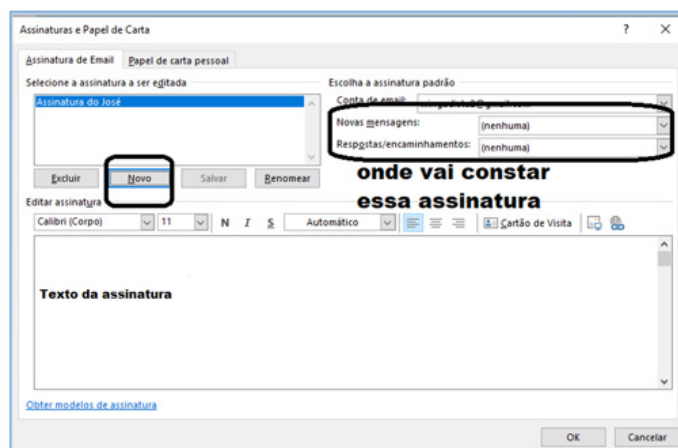 Assinaturas e Papel de Carta ? ×
Assinatura de Email Papel de carta pessoal
Selecione a assinatura a ser editada
Assinatura do José
Excluir Novo Salvar Renomear
Escolha a assinatura padrão
Conta de email: @gmail.com
Novas mensagens: (nenhuma)
Respostas/encaminhamentos: (nenhuma)
onde vai constar
essa assinatura
Editar assinatura
Calibri (Corpo) 11 N I S Automático Cartão de Visita
Texto da assinatura
Obter modelos de assinatura
OK Cancelar